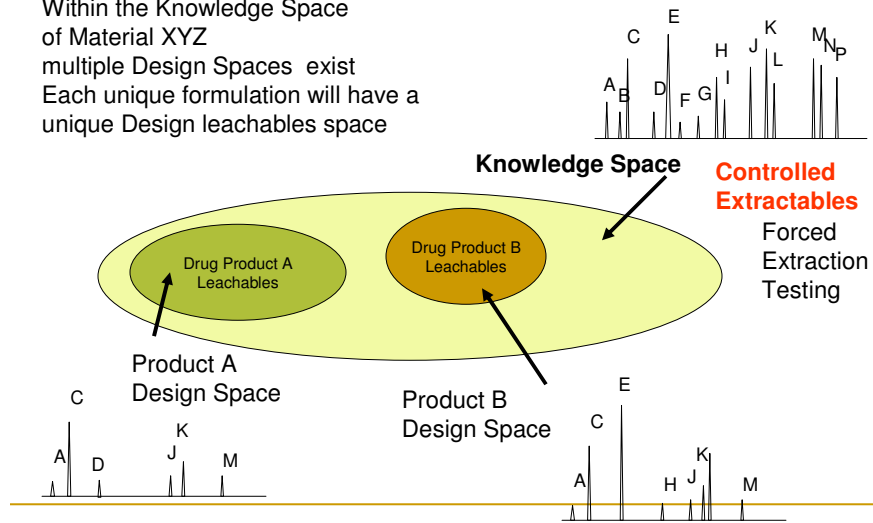 Within the Knowledge Space
of Material XYZ
multiple Design Spaces exist
Each unique formulation will have a
unique Design leachables space
A B C D E F G H I J K L M N P
Knowledge Space
Controlled
Extractables
Forced
Extraction
Testing
Drug Product A
Leachables
Drug Product B
Leachables
Product A
Design Space
Product B
Design Space
A C D J K M
A C E H J K M